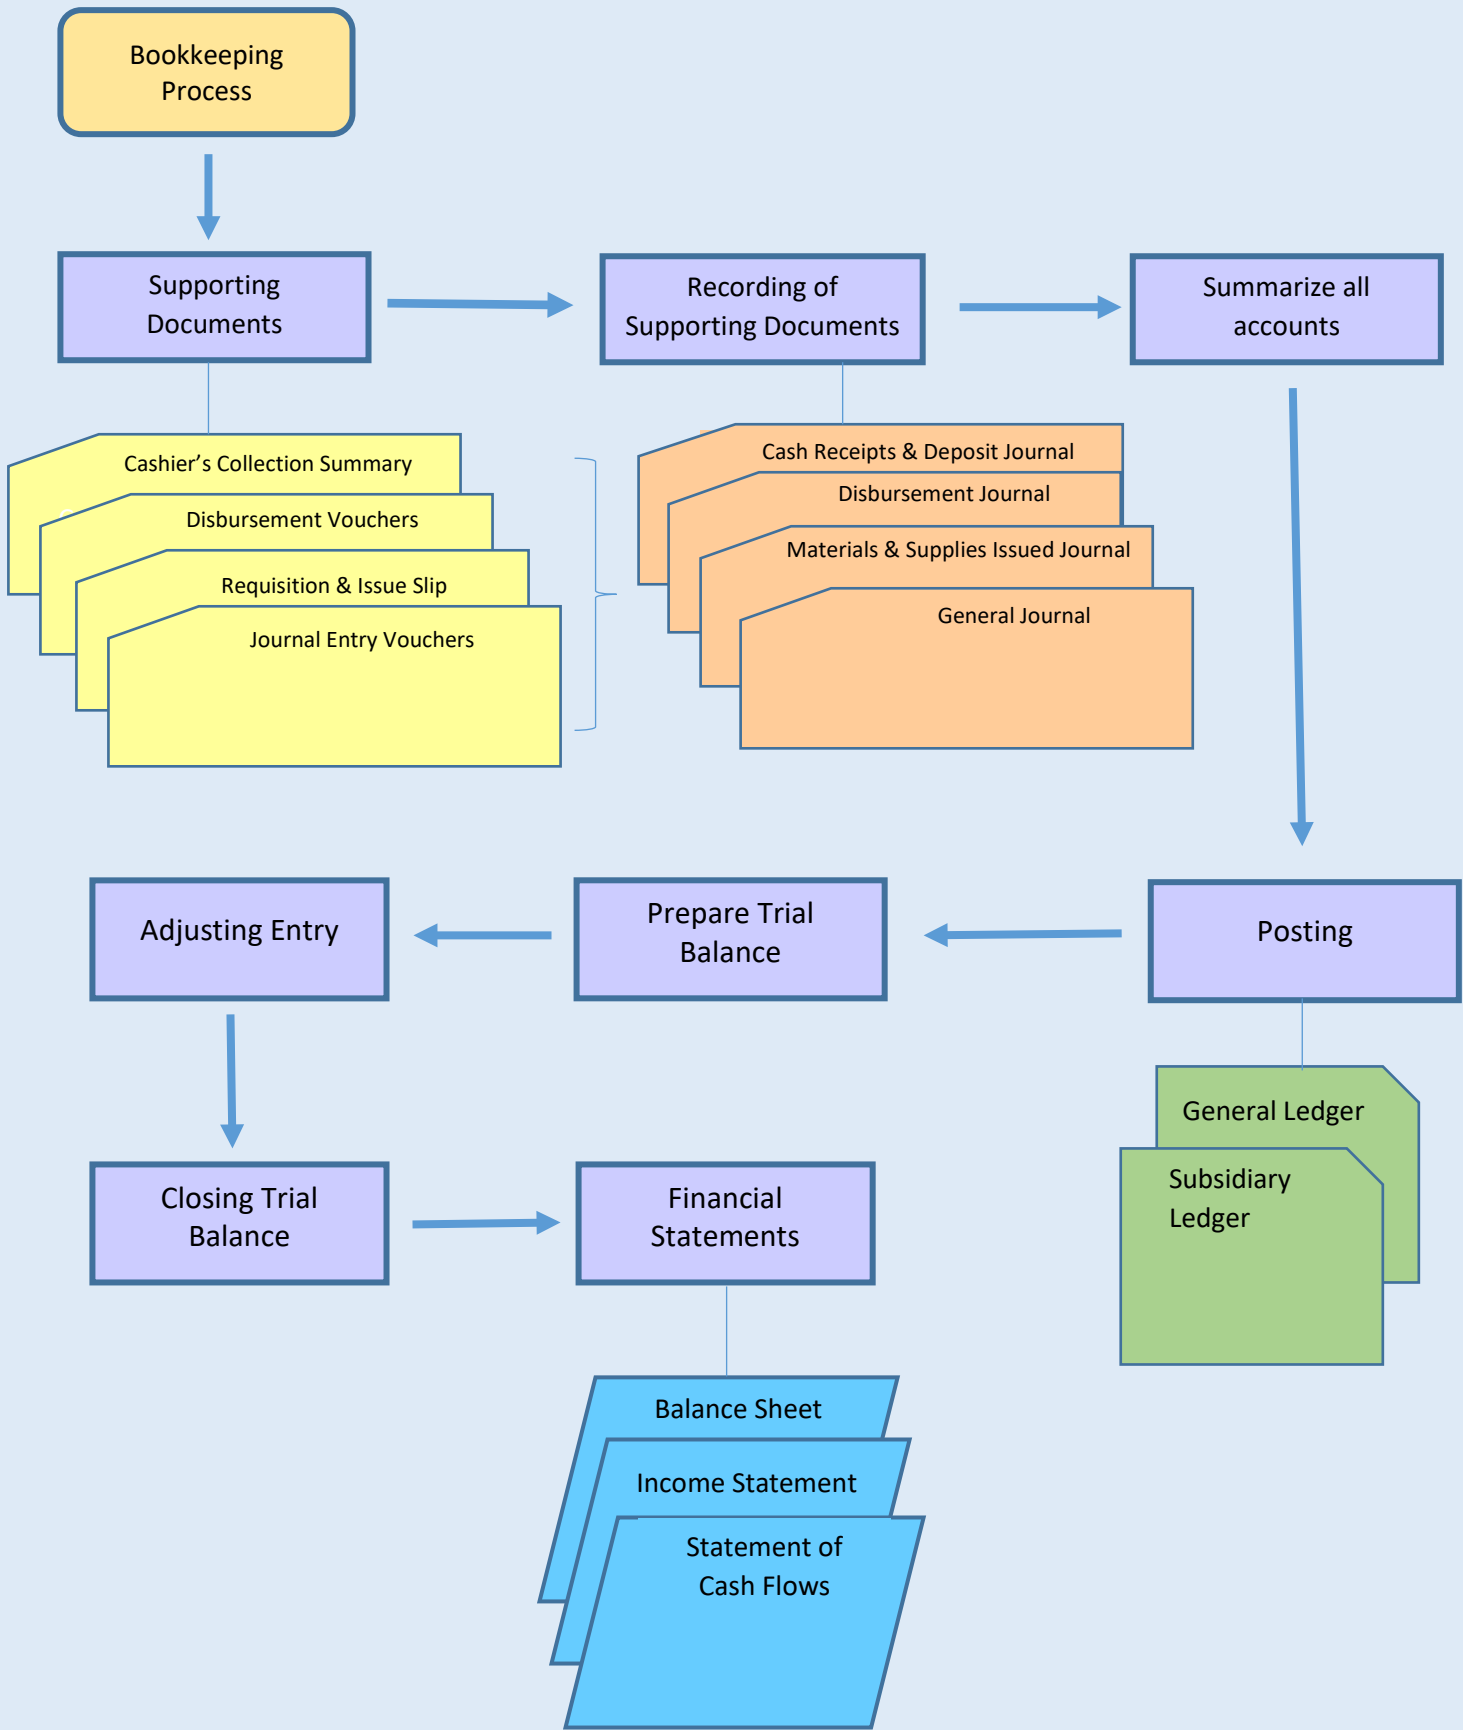 Bookkeeping
Process
Supporting
Documents
Recording of
Supporting Documents
Summarize all
accounts
Cashier’s Collection Summary
Disbursement Vouchers
Requisition & Issue Slip
Journal Entry Vouchers
Cash Receipts & Deposit Journal
Disbursement Journal
Materials & Supplies Issued Journal
General Journal
Adjusting Entry
Prepare Trial
Balance
Posting
General Ledger
Subsidiary
Ledger
Closing Trial
Balance
Financial
Statements
Balance Sheet
Income Statement
Statement of
Cash Flows